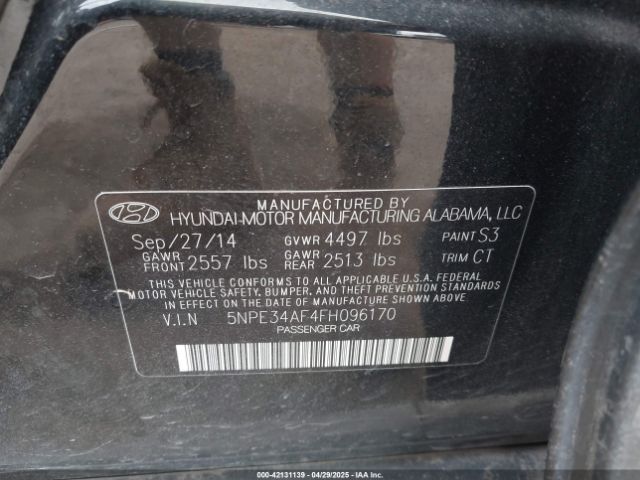 MANUFACTURED BY
HYUNDAI MOTOR MANUFACTURING ALABAMA, LLC
Sep/27/14 GVWR 4497 lbs PAINT S3
GAWR FRONT 2557 lbs GAWR REAR 2513 lbs TRIM CT
THIS VEHICLE CONFORMS TO ALL APPLICABLE U.S.A. FEDERAL
MOTOR VEHICLE SAFETY, BUMPER, AND THEFT PREVENTION STANDARDS
IN EFFECT ON THE DATE OF MANUFACTURE SHOWN ABOVE.
V.I.N 5NPE34AF4FH096170
PASSENGER CAR
000 - 42131139 - 04/29/2025 - IAAI INC.